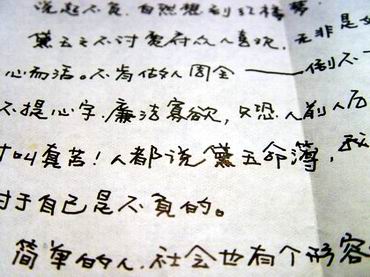 说起不负,自然想到红楼梦
黛玉之不讨贾府众人喜欢,无非是
心而活。不为做人周全——倒不
不提心字.廉洁寡欲,又恐人前人后
才叫真苦!人都说黛玉命薄,
对于自己是不负的。
简单的人.社会也有个形容